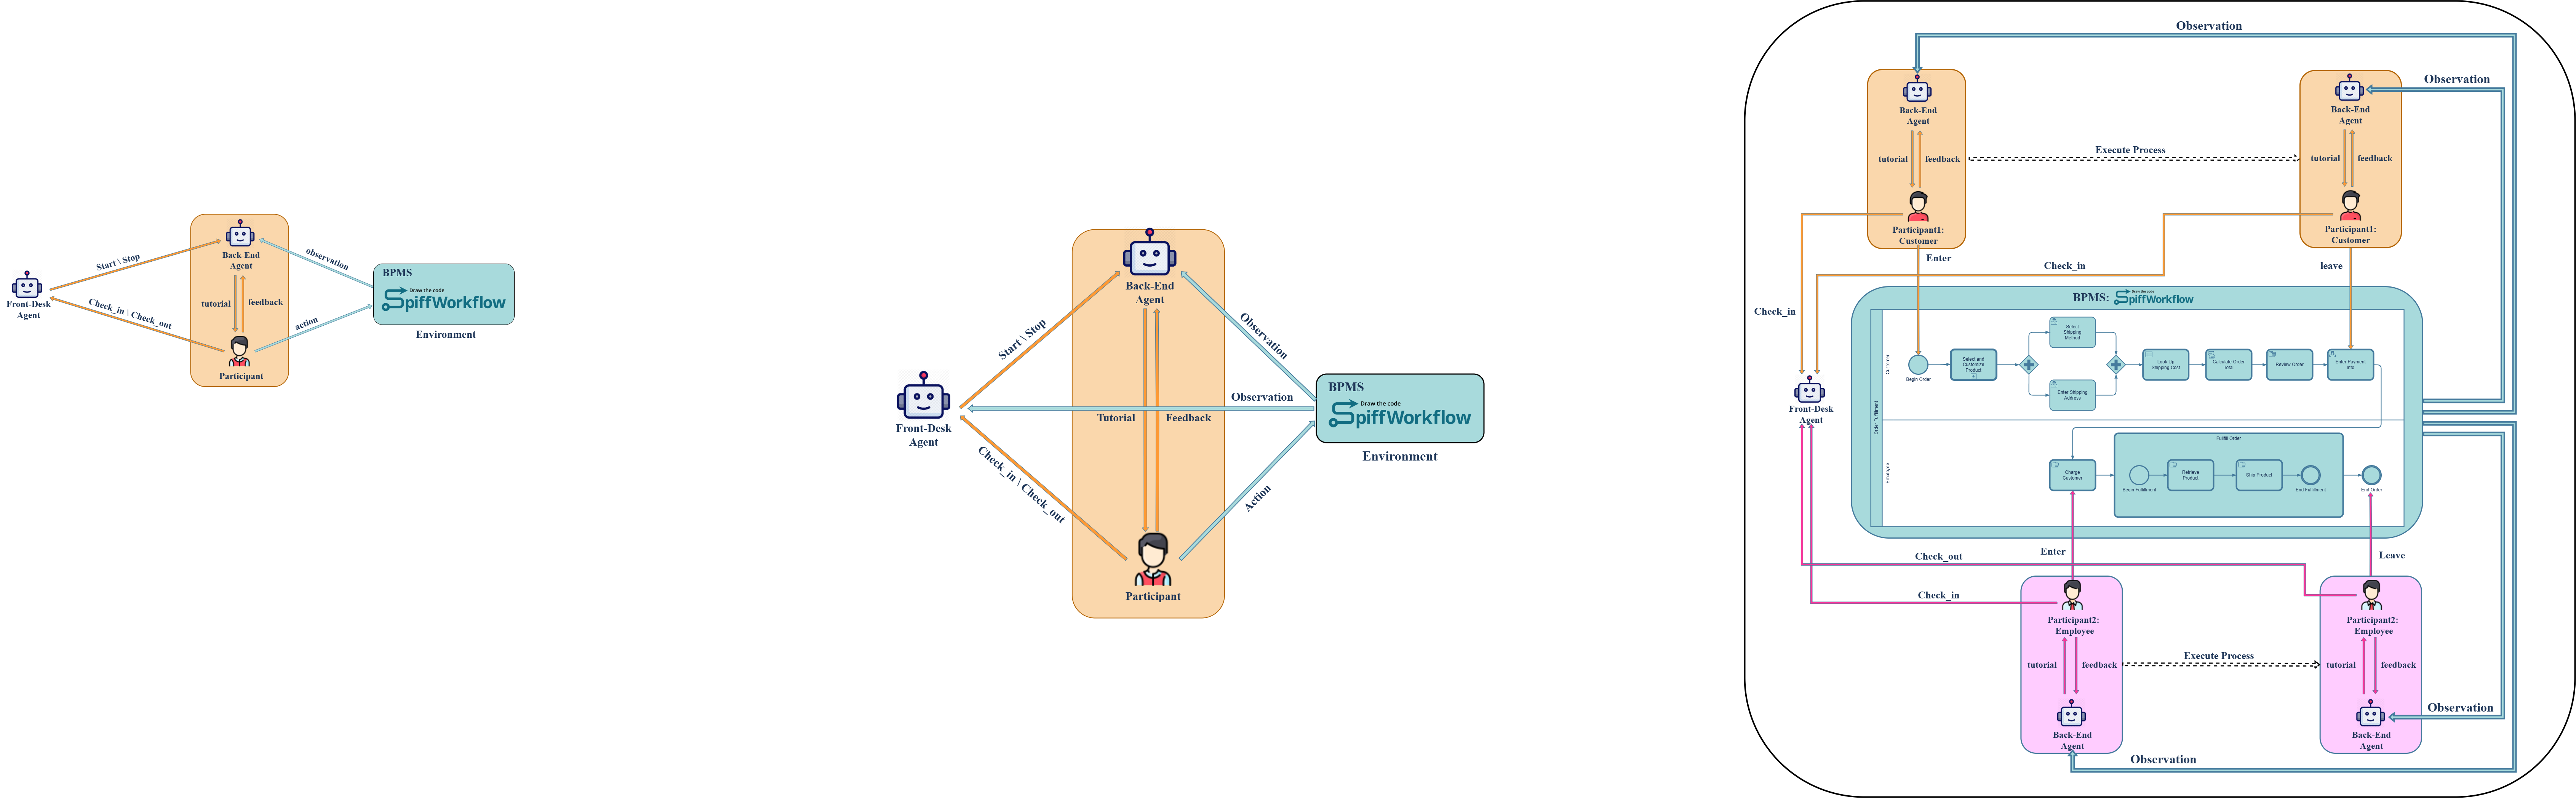 Start \ Stop
Check_in | Check_out
Front-Desk
Agent
Back-End
Agent
tutorial
feedback
Participant
observation
action
BPMS
Draw the code
SpiffWorkflow
Environment
Start \ Stop
Check_in | Check_out
Front-Desk
Agent
Back-End
Agent
Tutorial
Feedback
Participant
Observation
Observation
Action
BPMS
Draw the code
SpiffWorkflow
Environment
Observation
Observation
Back-End
Agent
tutorial
feedback
Participant1:
Customer
Execute Process
Back-End
Agent
tutorial
feedback
Participant1:
Customer
Enter
Check_in
leave
Check_in
BPMS:
Draw the code
SpiffWorkflow
Order Fulfillment
Customer
Begin Order
Select and
Customize
Product
Select
Shipping
Method
Enter Shipping
Address
Look Up
Shipping Cost
Calculate Order
Total
Review Order
Enter Payment
Info
Front-Desk
Agent
Employee
Charge
Customer
Fulfill Order
Begin Fulfillment
Retrieve
Product
Ship Product
End Fulfillment
End Order
Enter
Leave
Check_out
Check_in
Participant2:
Employee
tutorial
feedback
Back-End
Agent
Execute Process
Participant2:
Employee
tutorial
feedback
Back-End
Agent
Observation
Observation